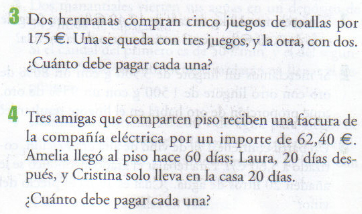 3 Dos hermanas compran cinco juegos de toallas por
175 €. Una se queda con tres juegos, y la otra, con dos.
¿Cuánto debe pagar cada una?
4 Tres amigas que comparten piso reciben una factura de
la compañía eléctrica por un importe de 62,40 €.
Amelia llegó al piso hace 60 días; Laura, 20 días des-
pués, y Cristina solo lleva en la casa 20 días.
¿Cuánto debe pagar cada una?